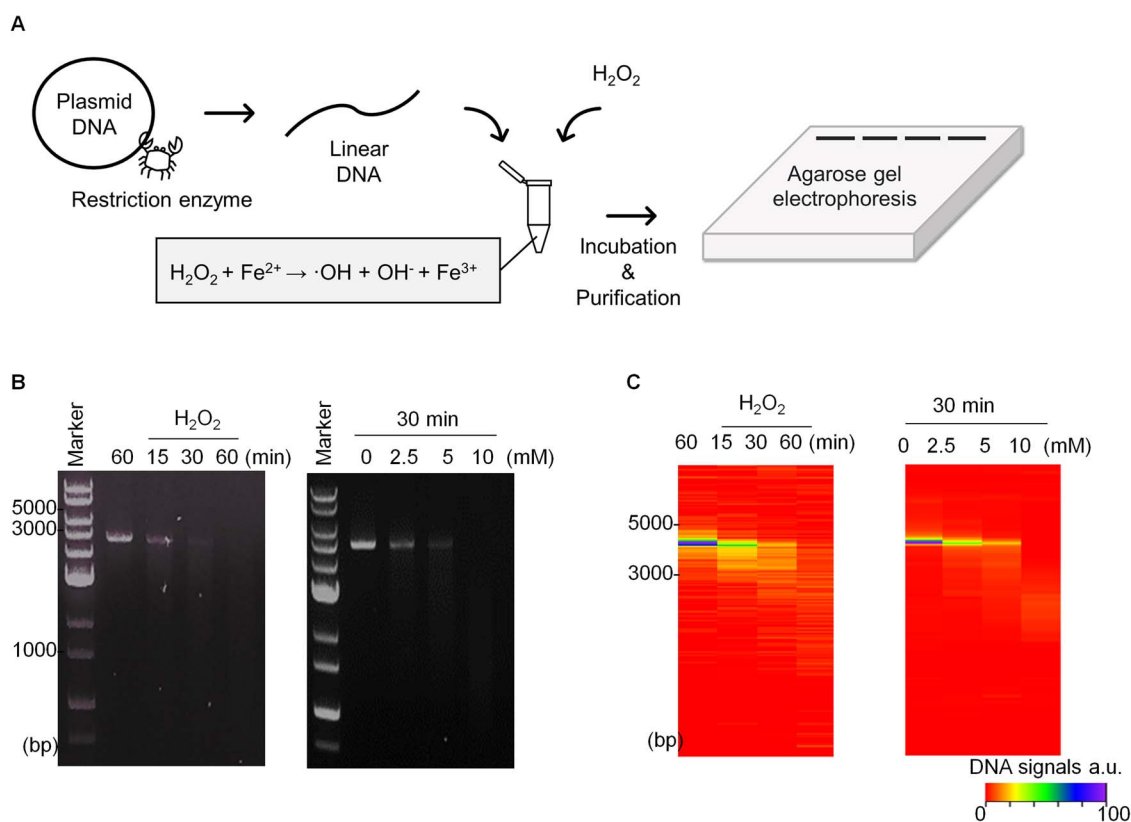 A
Plasmid
DNA
Restriction enzyme
Linear
DNA
H₂O₂
H₂O₂ + Fe²⁺ → ·OH + OH⁻ + Fe³⁺
Incubation
&
Purification
Agarose gel
electrophoresis
B
Marker
H₂O₂
60 15 30 60 (min)
5000
3000
1000
(bp)
Marker
30 min
0 2.5 5 10 (mM)
C
H₂O₂
60 15 30 60 (min)
5000
3000
(bp)
30 min
0 2.5 5 10 (mM)
DNA signals a.u.
0 100